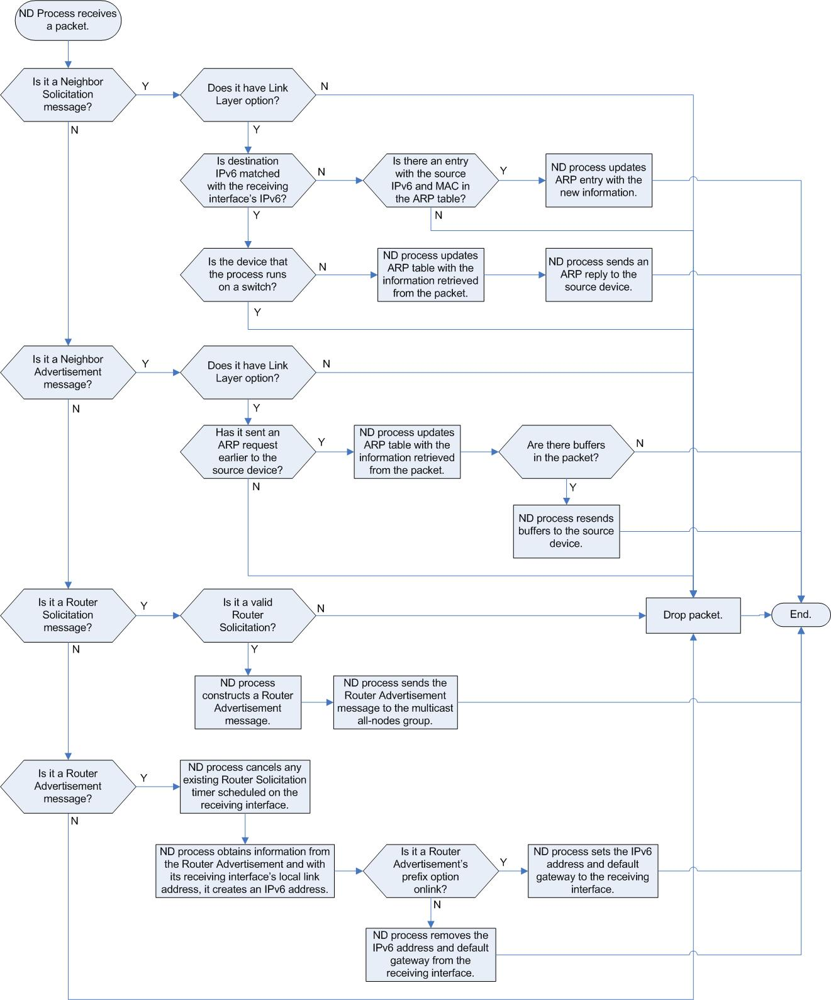 ND Process receives
a packet.
Is it a Neighbor
Solicitation
message?
Y
Does it have Link
Layer option?
N
N
Y
Is destination
IPv6 matched
with the receiving
interface's IPv6?
N
Is there an entry
with the source
IPv6 and MAC in
the ARP table?
Y
ND process updates
ARP entry with the
new information.
Y
N
Is the device that
the process runs
on a switch?
N
ND process updates
ARP table with the
information retrieved
from the packet.
ND process sends an
ARP reply to the
source device.
Y
Is it a Neighbor
Advertisement
message?
Y
Does it have Link
Layer option?
N
N
Y
Has it sent an
ARP request
earlier to the
source device?
Y
ND process updates
ARP table with the
information retrieved
from the packet.
Are there buffers
in the packet?
N
N
Y
ND process resends
buffers to the source
device.
Is it a Router
Solicitation
message?
Y
Is it a valid
Router
Solicitation?
N
Drop packet.
End.
N
Y
ND process
constructs a Router
Advertisement
message.
ND process sends the
Router Advertisement
message to the multicast
all-nodes group.
Is it a Router
Advertisement
message?
Y
ND process cancels any
existing Router Solicitation
timer scheduled on the
receiving interface.
N
ND process obtains information from
the Router Advertisement and with
its receiving interface's local link
address, it creates an IPv6 address.
Is it a Router
Advertisement's
prefix option
onlink?
Y
ND process sets the IPv6
address and default
gateway to the receiving
interface.
N
ND process removes the
IPv6 address and default
gateway from the
receiving interface.